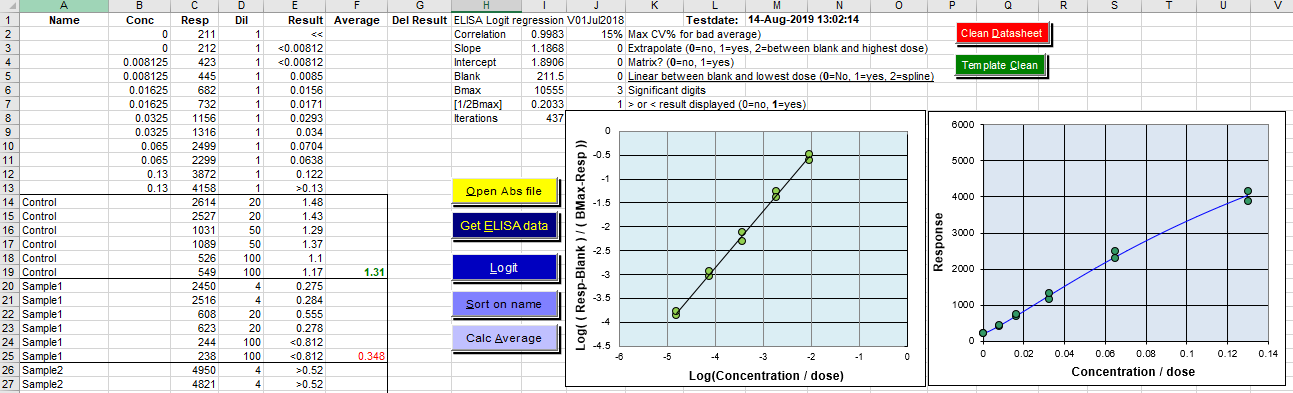 A B C D E F G H I J K L M N O P Q R S T U V
1 Name Conc Resp Dil Result Average Del Result ELISA Logit regression V01Jul2018 Testdate: 14-Aug-2019 13:02:14
2 0 211 1 << Correlation 0.9983 15% Max CV% for bad average) Clean Datasheet
3 0 212 1 <0.00812 Slope 1.1868 0 Extrapolate (0=no, 1=yes, 2=between blank and highest dose)
4 0.008125 423 1 <0.00812 Intercept 1.8906 0 Matrix? (0=no, 1=yes) Template Clean
5 0.008125 445 1 0.0085 Blank 211.5 0 Linear between blank and lowest dose (0=No, 1=yes, 2=spline)
6 0.01625 682 1 0.0156 Bmax 10555 3 Significant digits
7 0.01625 732 1 0.0171 [1/2Bmax] 0.2033 1 > or < result displayed (0=no, 1=yes)
8 0.0325 1156 1 0.0293 Iterations 437
9 0.0325 1316 1 0.034
10 0.065 2499 1 0.0704
11 0.065 2299 1 0.0638
12 0.13 3872 1 0.122
13 0.13 4158 1 >0.13 Open Abs file
14 Control 2614 20 1.48
15 Control 2527 20 1.43 Get ELISA data
16 Control 1031 50 1.29
17 Control 1089 50 1.37
18 Control 526 100 1.1 Logit
19 Control 549 100 1.17 1.31
20 Sample1 2450 4 0.275
21 Sample1 2516 4 0.284 Sort on name
22 Sample1 608 20 0.555
23 Sample1 623 20 0.278 Calc Average
24 Sample1 244 100 <0.812
25 Sample1 238 100 <0.812 0.348
26 Sample2 4950 4 >0.52
27 Sample2 4821 4 >0.52
Log( ( Resp-Blank ) / ( BMax-Resp ))
0
-0.5
-1
-1.5
-2
-2.5
-3
-3.5
-4
-4.5
-6 -5 -4 -3 -2 -1 0
Log(Concentration / dose)
Response
6000
5000
4000
3000
2000
1000
0
0 0.02 0.04 0.06 0.08 0.1 0.12 0.14
Concentration / dose